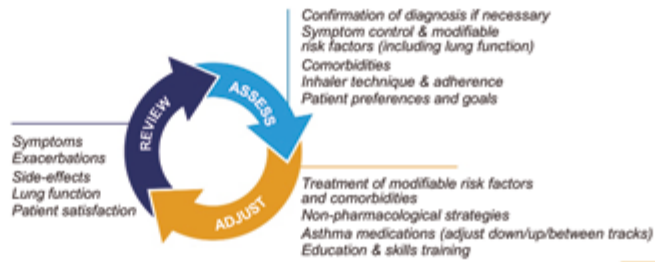 Confirmation of diagnosis if necessary
Symptom control & modifiable
risk factors (including lung function)
Comorbidities
Inhaler technique & adherence
Patient preferences and goals
ASSESS
REVIEW
Symptoms
Exacerbations
Side-effects
Lung function
Patient satisfaction
ADJUST
Treatment of modifiable risk factors
and comorbidities
Non-pharmacological strategies
Asthma medications (adjust down/up/between tracks)
Education & skills training